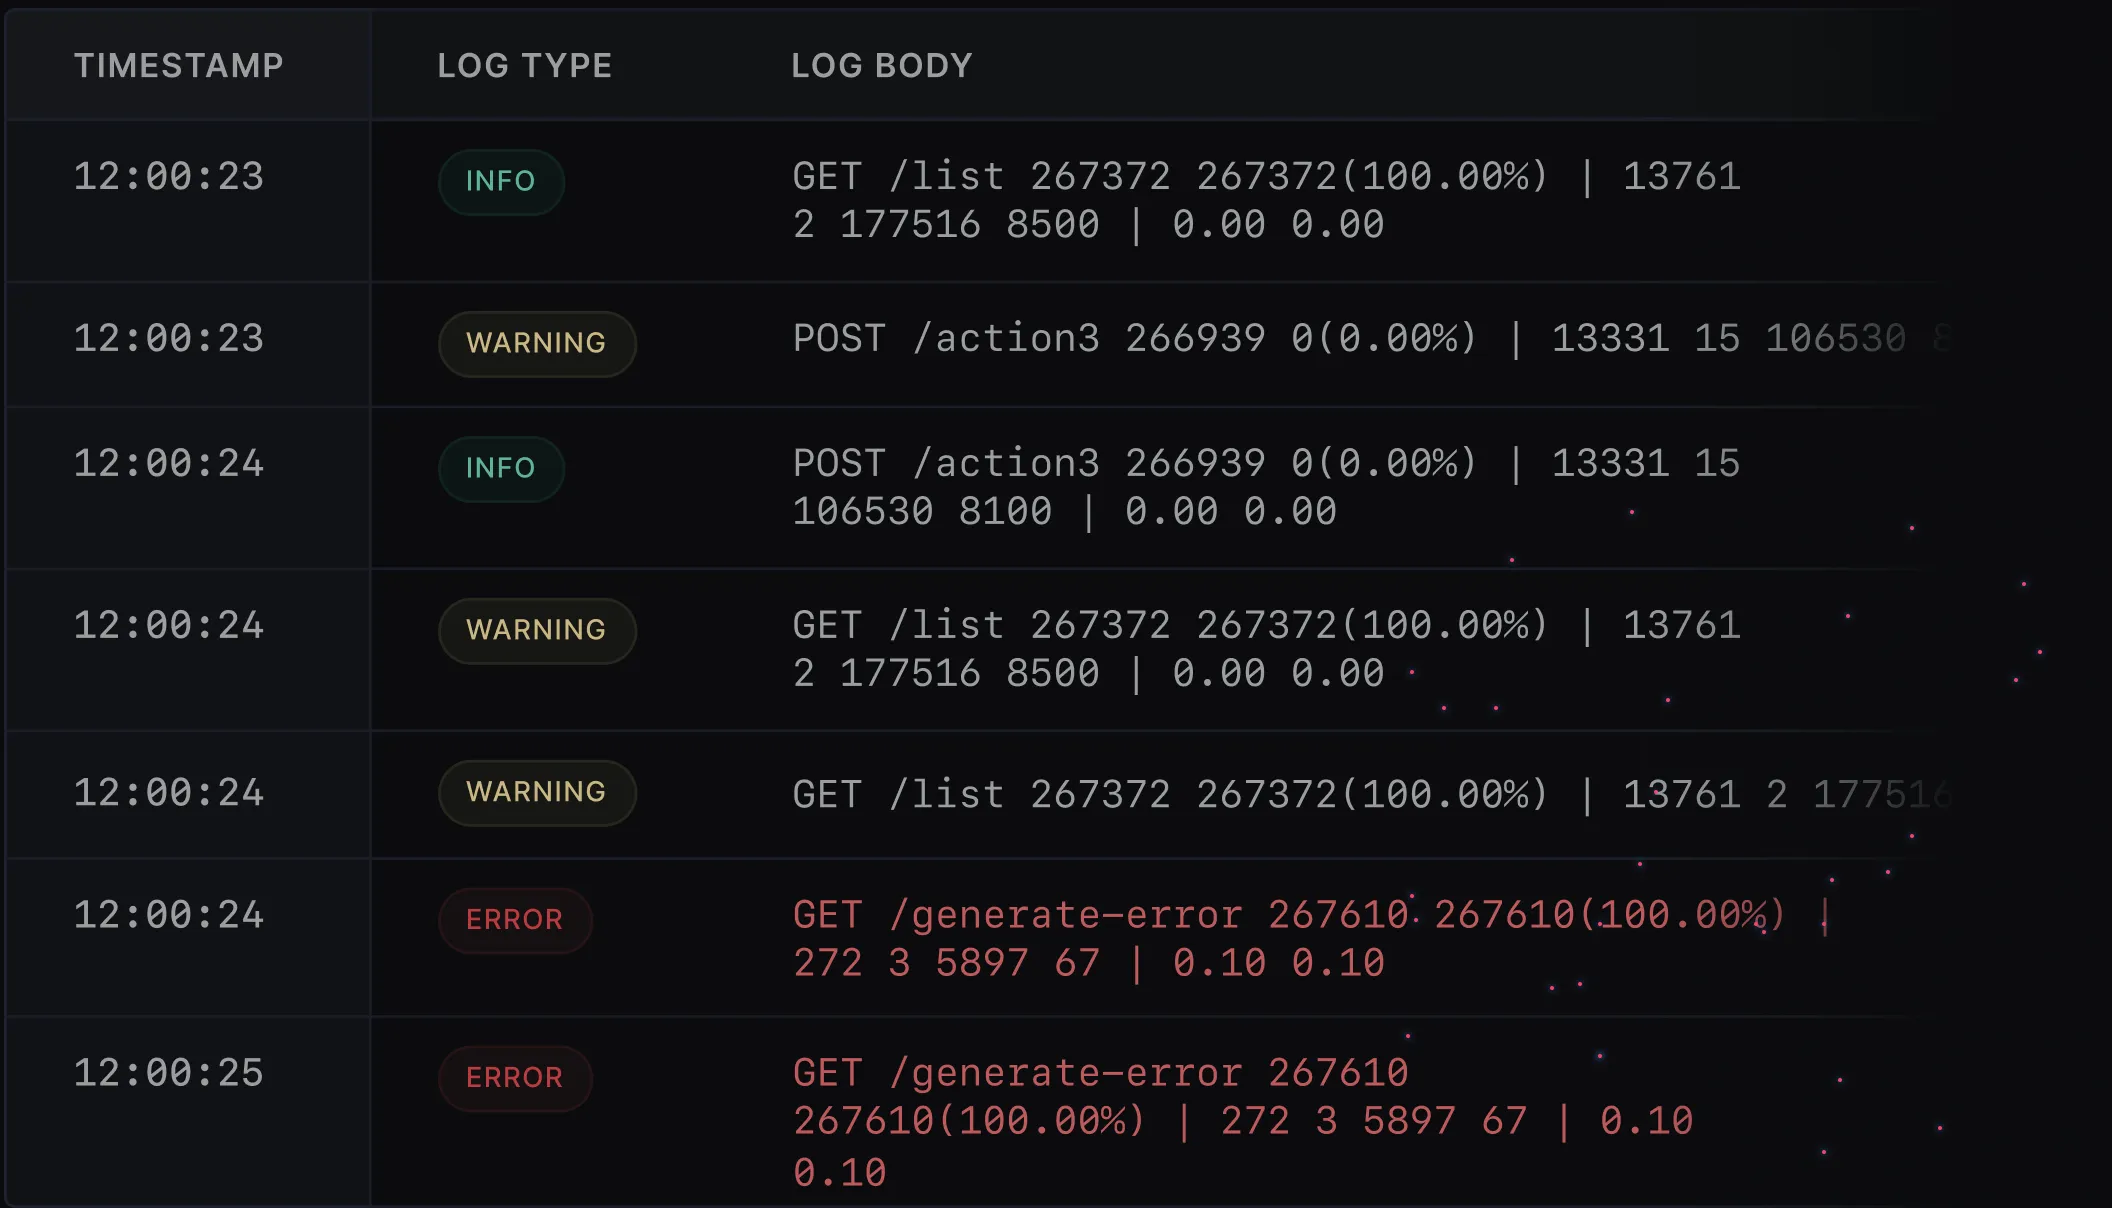 TIMESTAMP LOG TYPE LOG BODY
12:00:23 INFO GET /list 267372 267372(100.00%) | 13761
2 177516 8500 | 0.00 0.00
12:00:23 WARNING POST /action3 266939 0(0.00%) | 13331 15 106530
12:00:24 INFO POST /action3 266939 0(0.00%) | 13331 15
106530 8100 | 0.00 0.00
12:00:24 WARNING GET /list 267372 267372(100.00%) | 13761
2 177516 8500 | 0.00 0.00
12:00:24 WARNING GET /list 267372 267372(100.00%) | 13761 2 177516
12:00:24 ERROR GET /generate-error 267610 267610(100.00%) |
272 3 5897 67 | 0.10 0.10
12:00:25 ERROR GET /generate-error 267610
267610(100.00%) | 272 3 5897 67 | 0.10
0.10